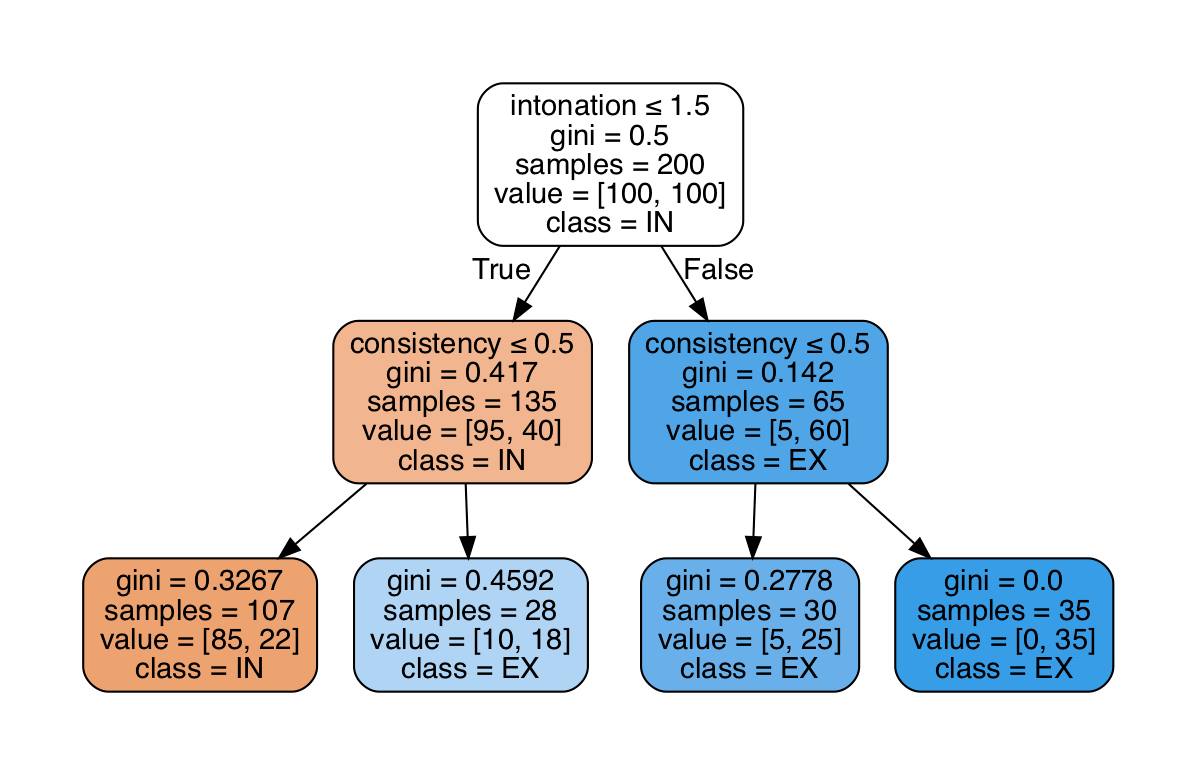 intonation ≤ 1.5
gini = 0.5
samples = 200
value = [100, 100]
class = IN
True
False
consistency ≤ 0.5
gini = 0.417
samples = 135
value = [95, 40]
class = IN
consistency ≤ 0.5
gini = 0.142
samples = 65
value = [5, 60]
class = EX
gini = 0.3267
samples = 107
value = [85, 22]
class = IN
gini = 0.4592
samples = 28
value = [10, 18]
class = EX
gini = 0.2778
samples = 30
value = [5, 25]
class = EX
gini = 0.0
samples = 35
value = [0, 35]
class = EX